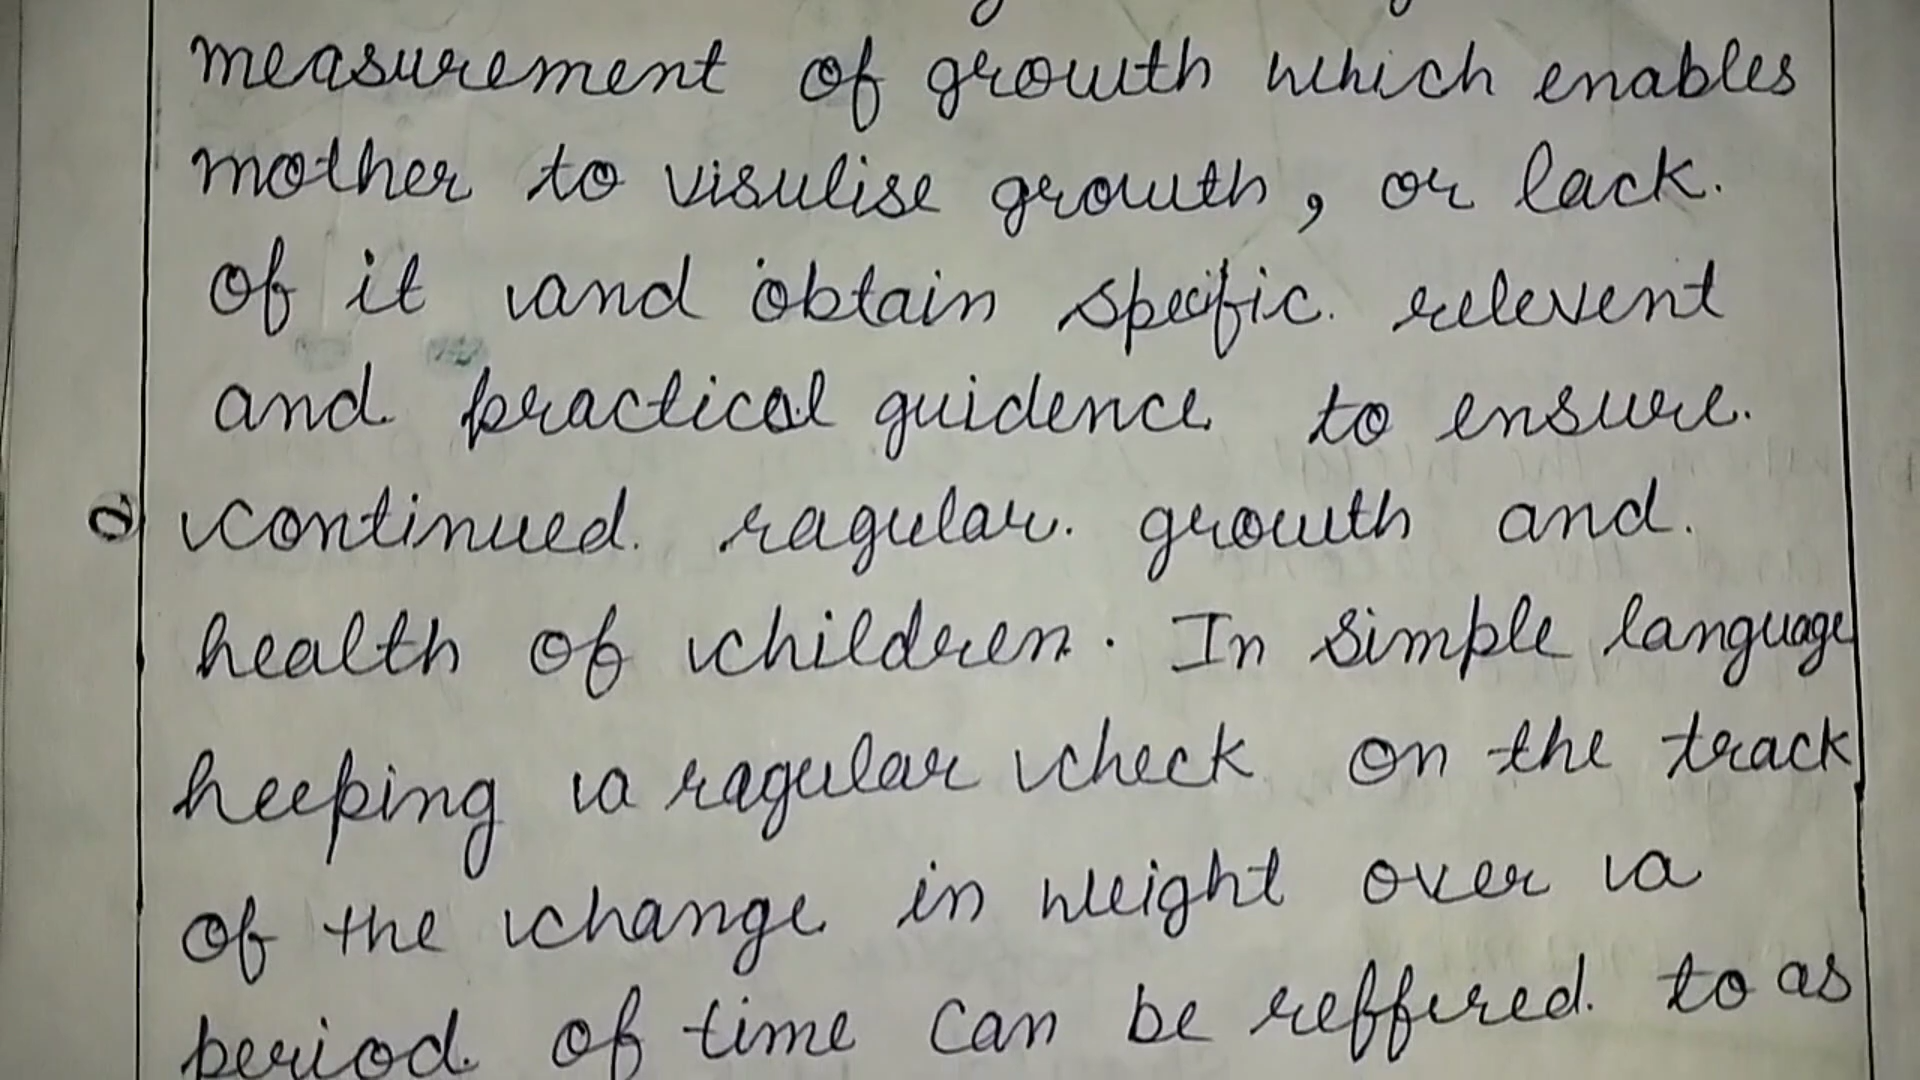 measurement of growth which enables
mother to visulise growth, or lack.
of it and obtain speific. relevent
and practical guidence to ensure.
continued. ragular. growth and.
health of children. In simple language
keeping a ragular check on the track
of the change in weight over a
period of time can be reffired. to as